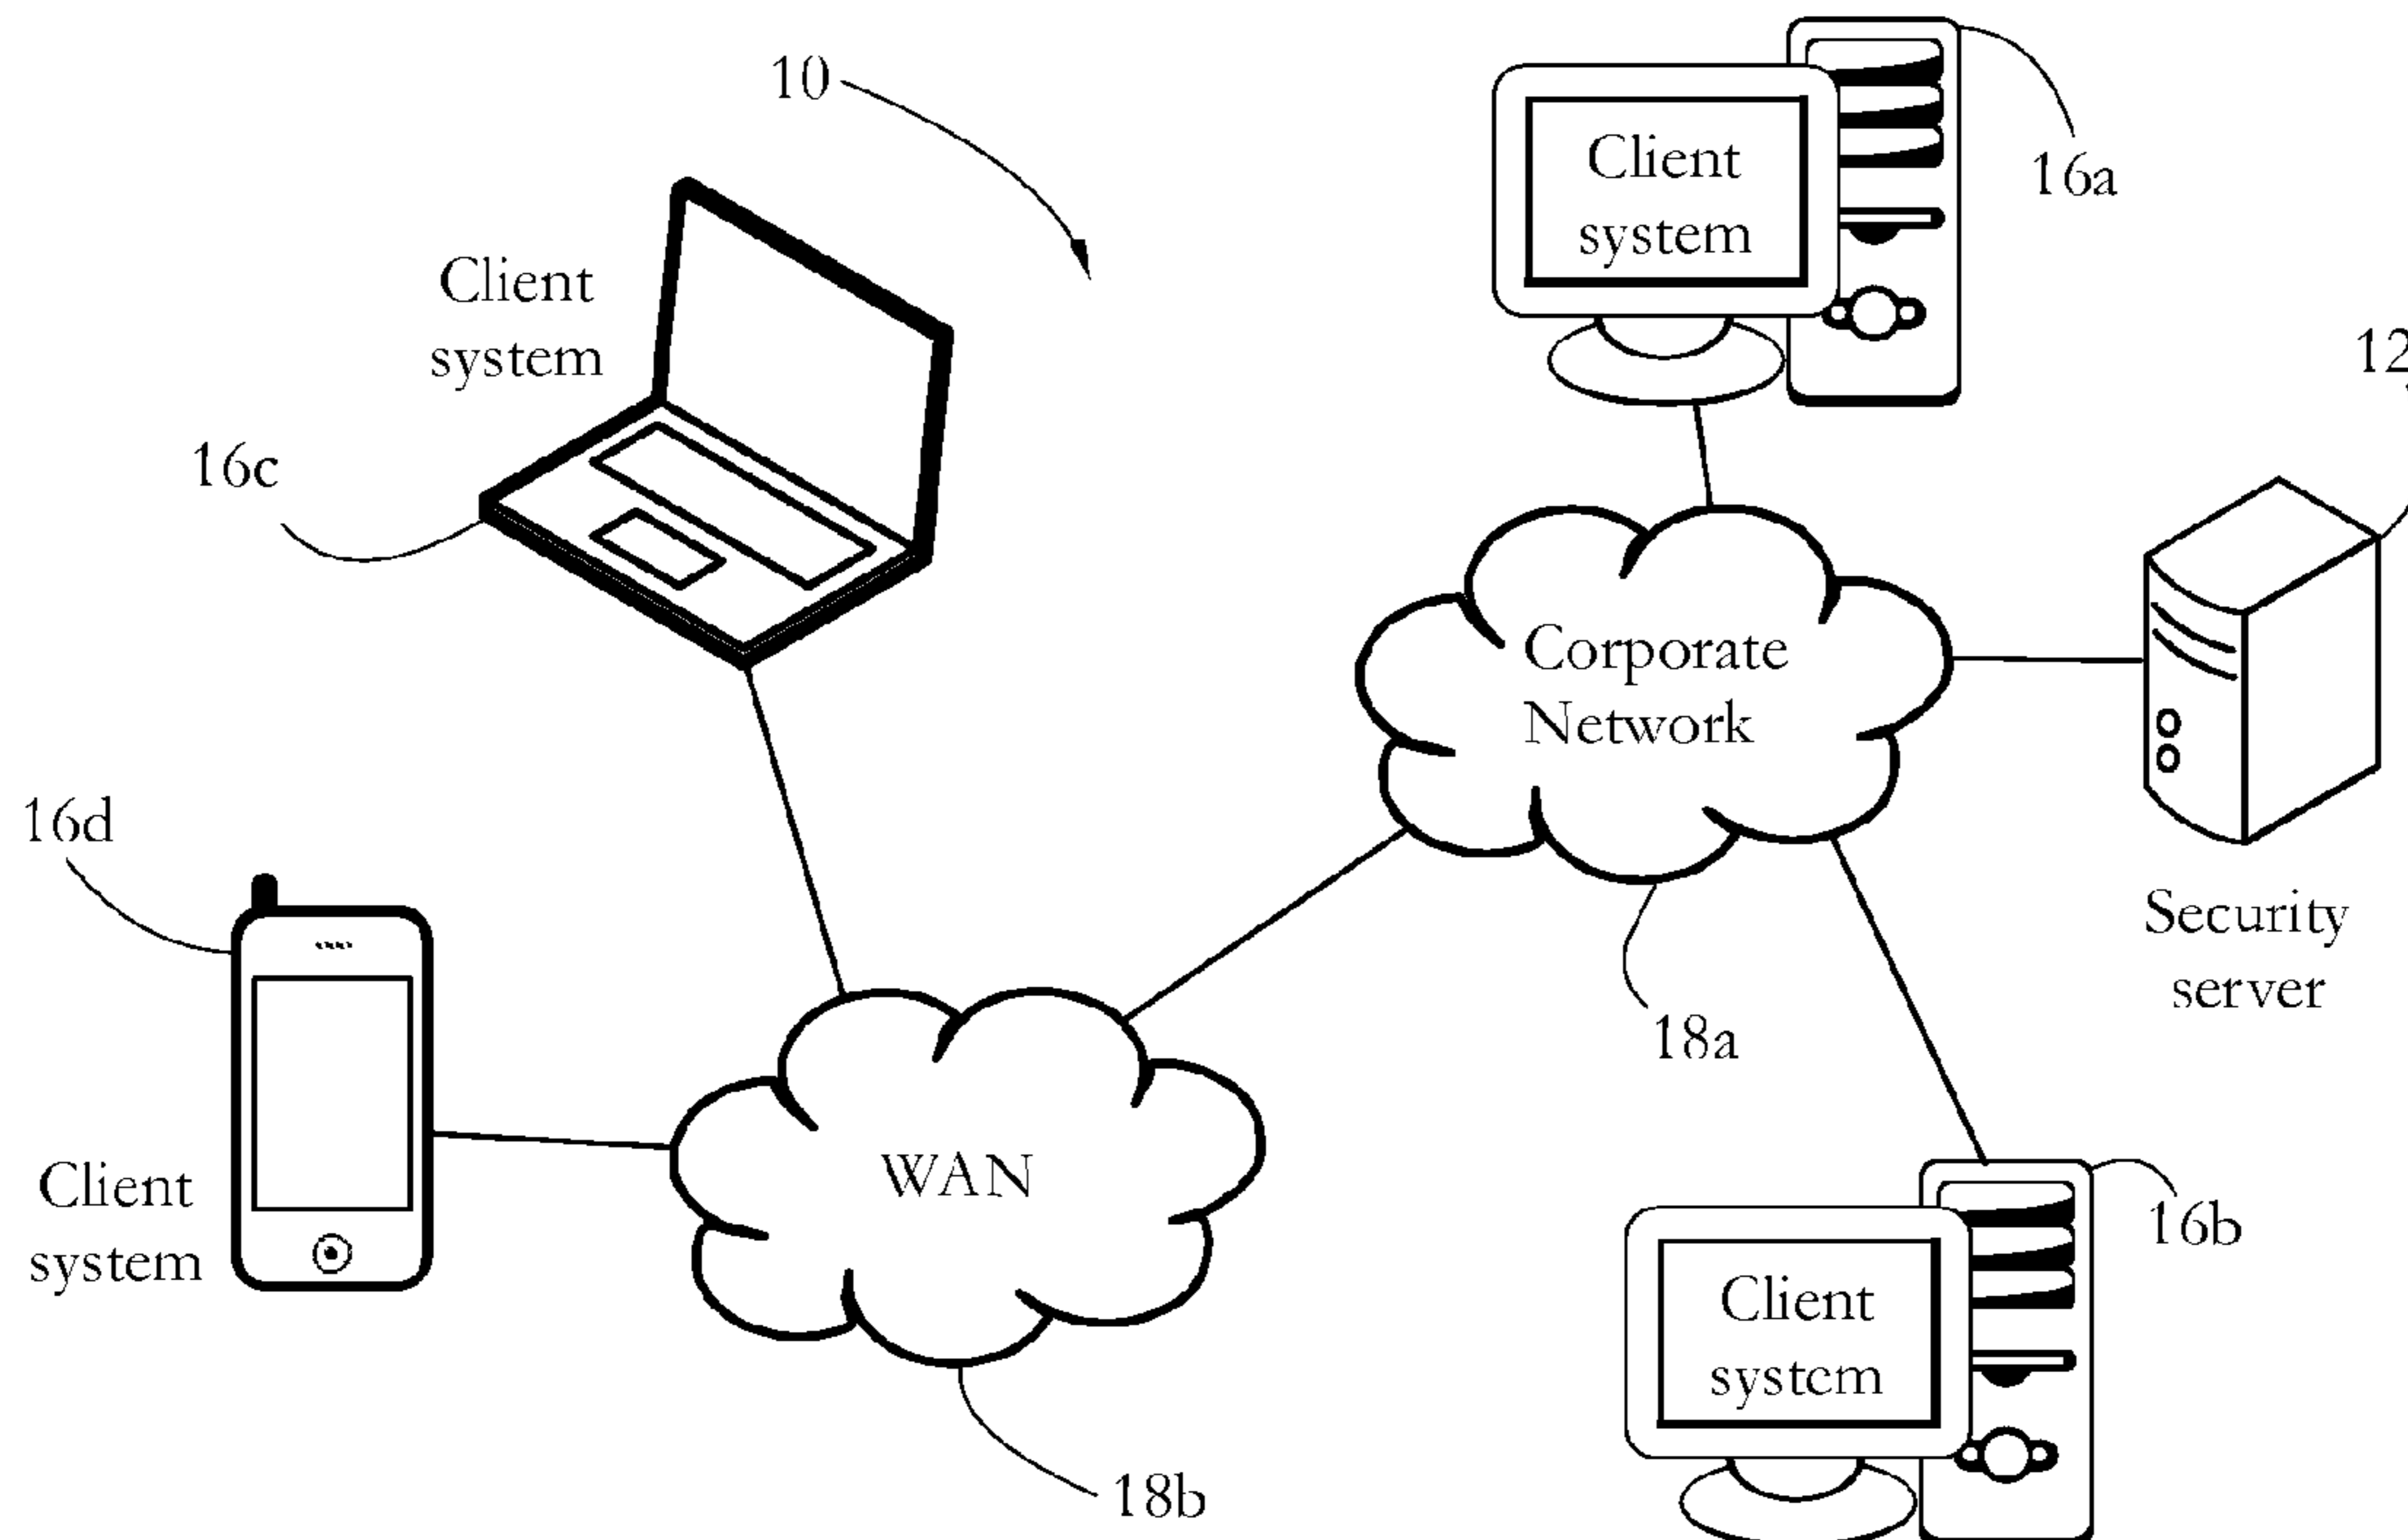 10
Client
system
16a
Client
system
12
16c
Corporate
Network
16d
Security
server
18a
WAN
Client
system
16b
Client
system
18b